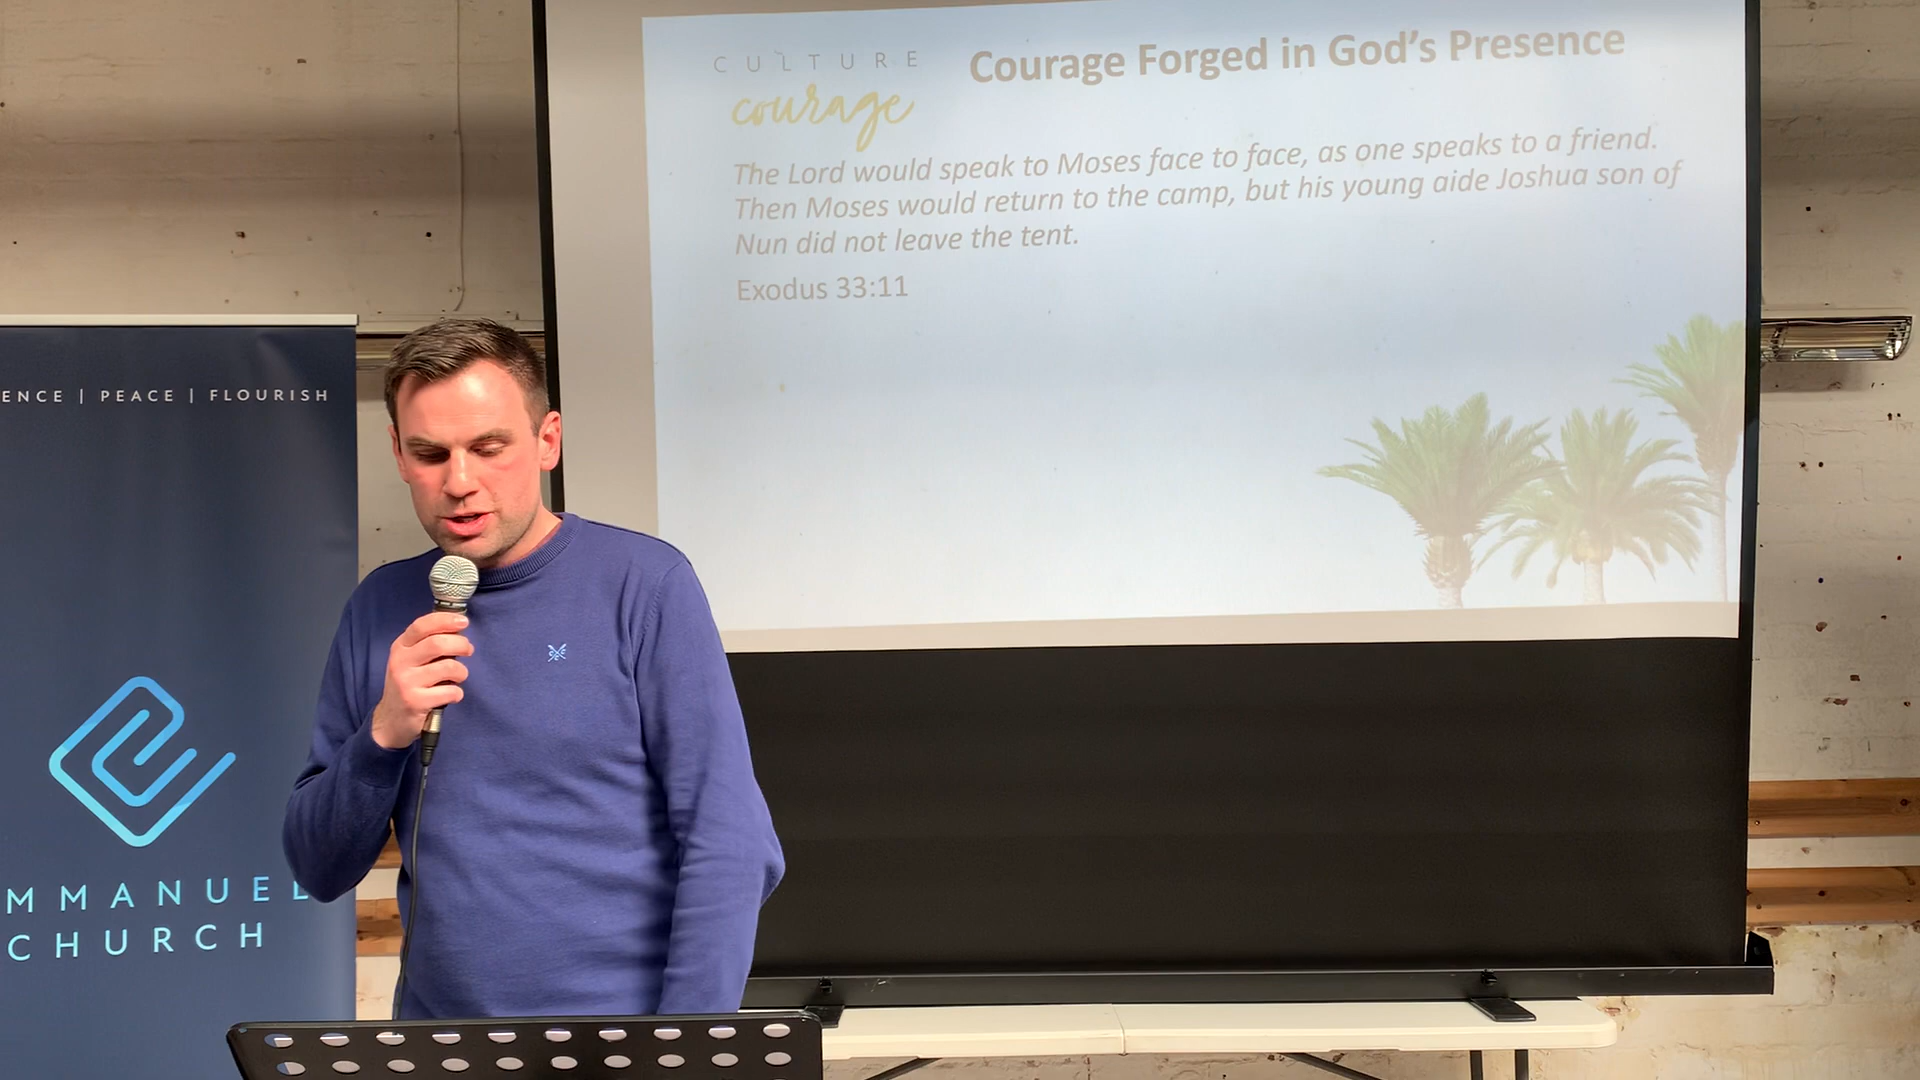 CULTURE
courage
Courage Forged in God's Presence
The Lord would speak to Moses face to face, as one speaks to a friend.
Then Moses would return to the camp, but his young aide Joshua son of
Nun did not leave the tent.
Exodus 33:11
ENCE | PEACE | FLOURISH
MMANUEL
CHURCH